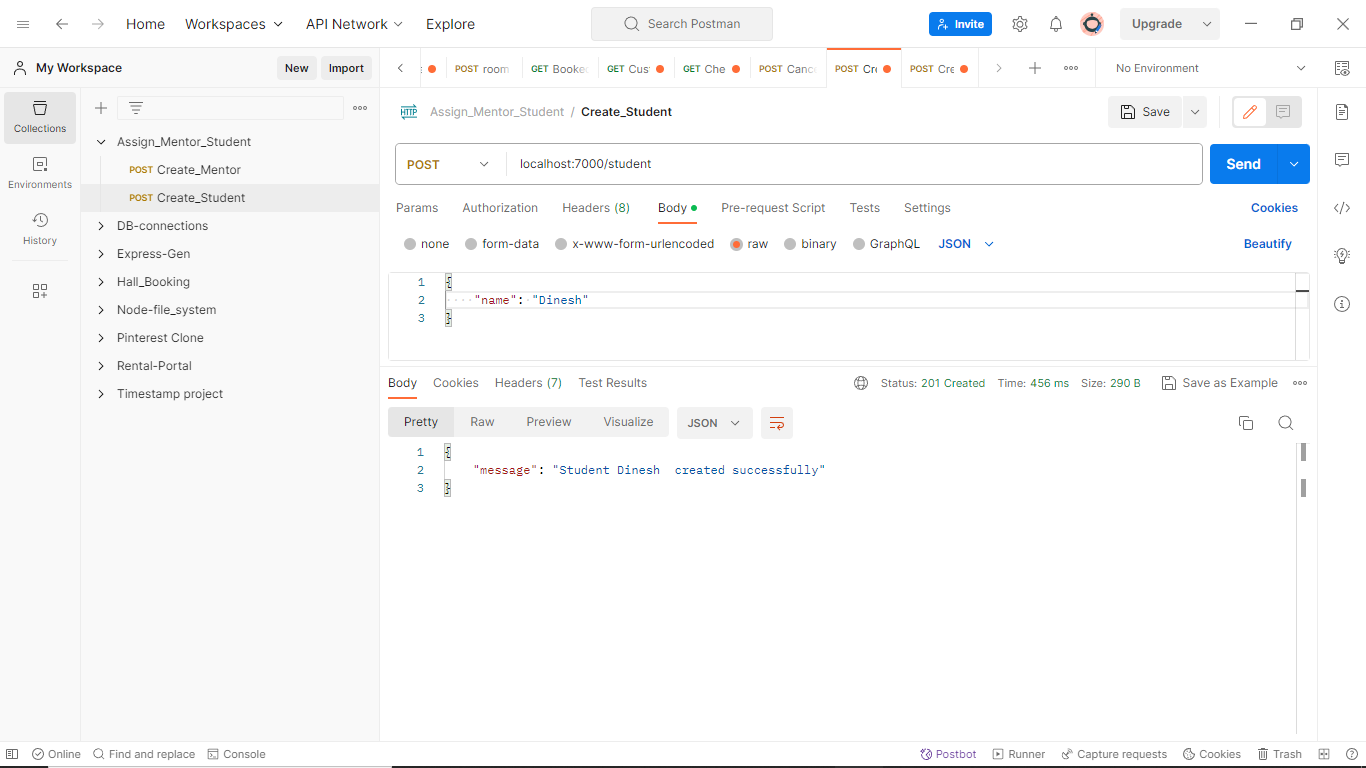 Home Workspaces API Network Explore Search Postman Invite Upgrade
My Workspace New Import
POST room GET Booke GET Cus GET Che POST Canc POST Cr POST Cre No Environment
Collections
Environments
History
Assign_Mentor_Student
POST Create_Mentor
POST Create_Student
DB-connections
Express-Gen
Hall_Booking
Node-file_system
Pinterest Clone
Rental-Portal
Timestamp project
HTTP Assign_Mentor_Student / Create_Student Save
POST localhost:7000/student Send
Params Authorization Headers (8) Body Pre-request Script Tests Settings Cookies
none form-data x-www-form-urlencoded raw binary GraphQL JSON Beautify
1 {
2 "name": "Dinesh"
3 }
Body Cookies Headers (7) Test Results Status: 201 Created Time: 456 ms Size: 290 B Save as Example
Pretty Raw Preview Visualize JSON
1 {
2 "message": "Student Dinesh  created successfully"
3 }
Online Find and replace Console Postbot Runner Capture requests Cookies Trash